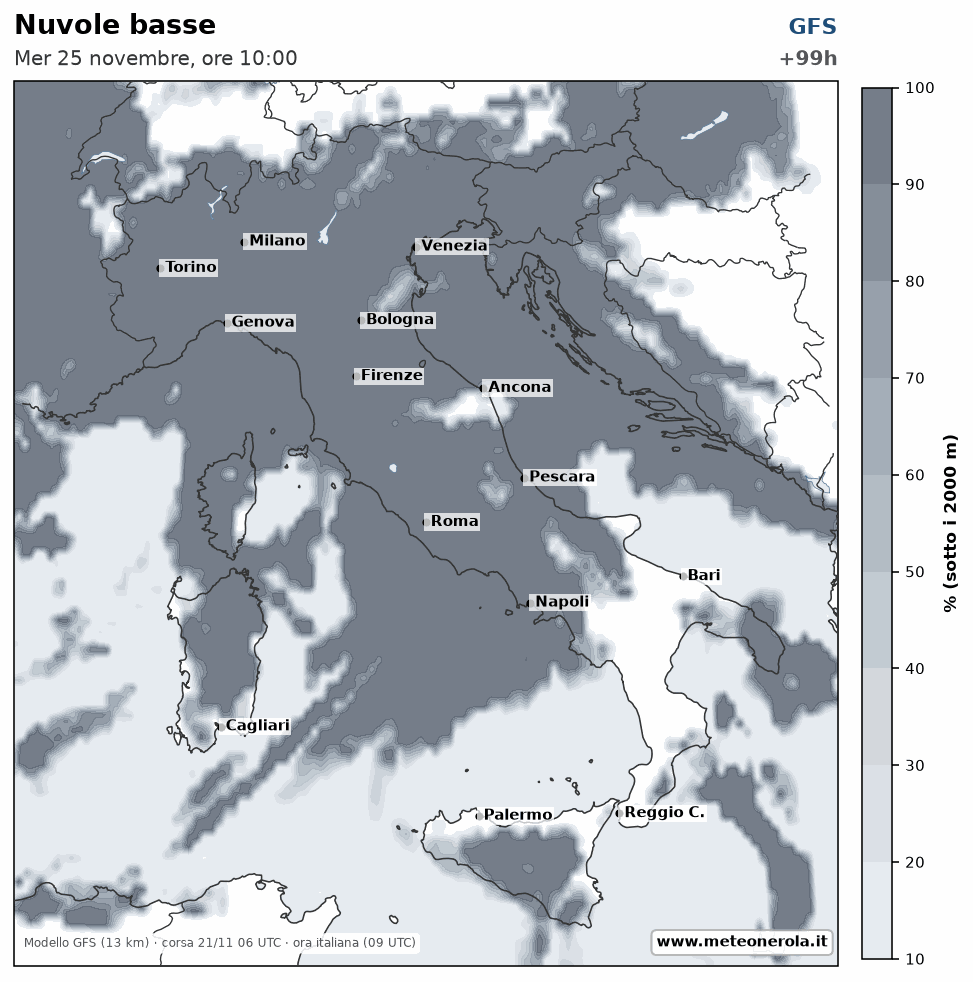 Nuvole basse
GFS
Mer 25 novembre, ore 10:00
+99h
100
90
80
70
60
50
40
30
20
10
% (sotto i 2000 m)
Milano
Venezia
Torino
Genova
Bologna
Firenze
Ancona
Pescara
Roma
Bari
Napoli
Cagliari
Palermo
Reggio C.
Modello GFS (13 km) · corsa 21/11 06 UTC · ora italiana (09 UTC)
www.meteonerola.it